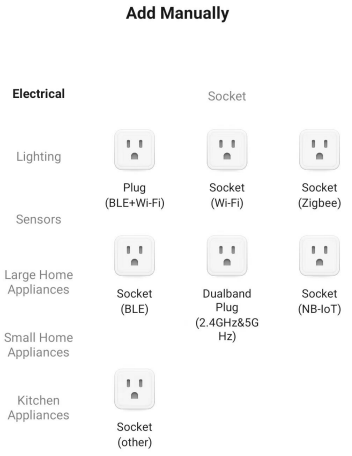 Add Manually
Electrical
Socket
Lighting
Sensors
Large Home
Appliances
Small Home
Appliances
Kitchen
Appliances
Plug
(BLE+Wi-Fi)
Socket
(Wi-Fi)
Socket
(Zigbee)
Socket
(BLE)
Dualband
Plug
(2.4GHz&5G
Hz)
Socket
(NB-IoT)
Socket
(other)